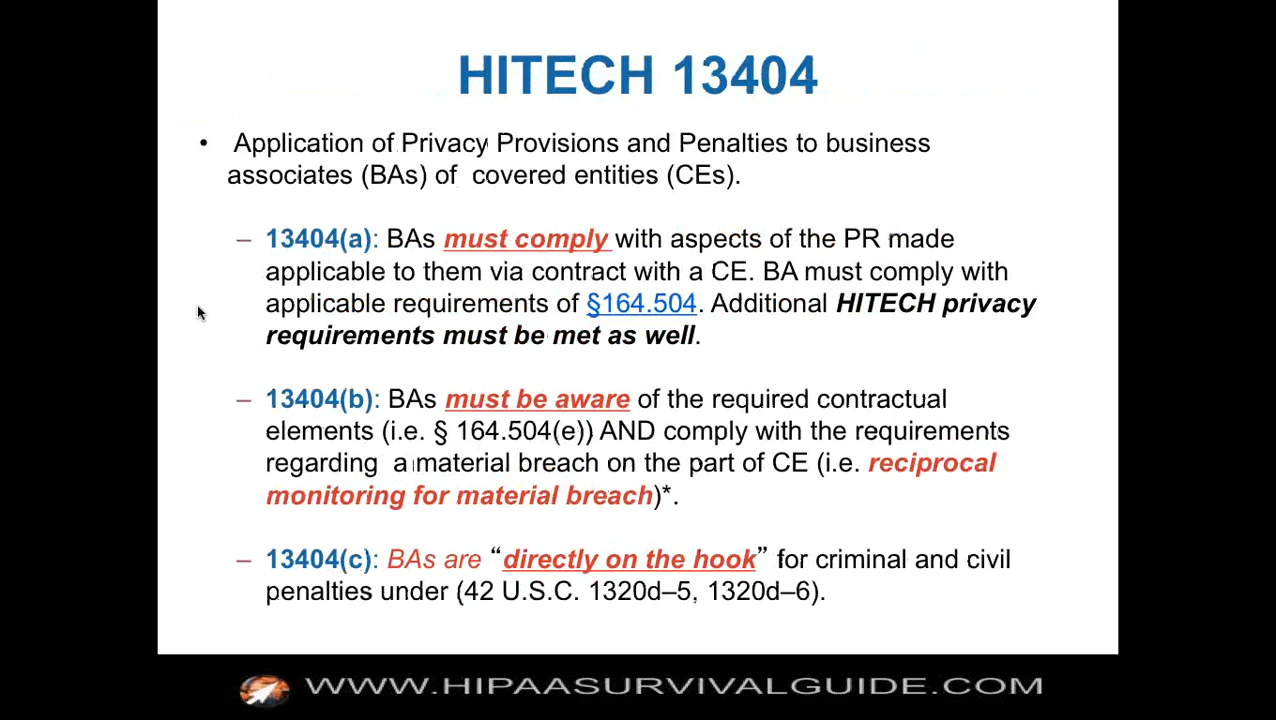 HITECH 13404
• Application of Privacy Provisions and Penalties to business
associates (BAs) of covered entities (CEs).
– 13404(a): BAs must comply with aspects of the PR made
applicable to them via contract with a CE. BA must comply with
applicable requirements of §164.504. Additional HITECH privacy
requirements must be met as well.
– 13404(b): BAs must be aware of the required contractual
elements (i.e. § 164.504(e)) AND comply with the requirements
regarding a material breach on the part of CE (i.e. reciprocal
monitoring for material breach)*.
– 13404(c): BAs are “directly on the hook” for criminal and civil
penalties under (42 U.S.C. 1320d–5, 1320d–6).
WWW.HIPAASURVIVALGUIDE.COM